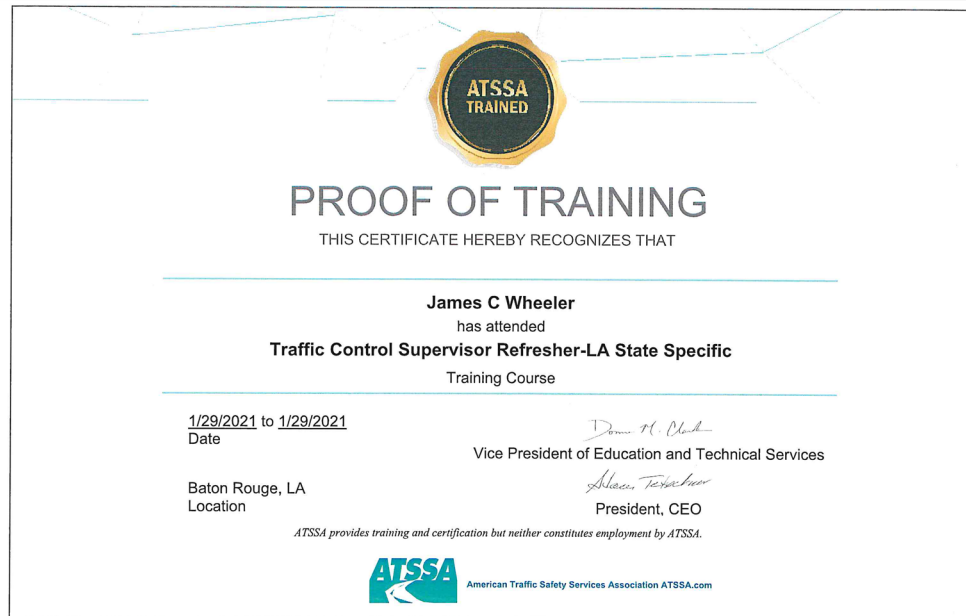 ATSSA
TRAINED
PROOF OF TRAINING
THIS CERTIFICATE HEREBY RECOGNIZES THAT
James C Wheeler
has attended
Traffic Control Supervisor Refresher-LA State Specific
Training Course
1/29/2021 to 1/29/2021
Date
Donna M. Clark
Vice President of Education and Technical Services
Baton Rouge, LA
Location
President, CEO
ATSSA provides training and certification but neither constitutes employment by ATSSA.
ATSSA
American Traffic Safety Services Association ATSSA.com